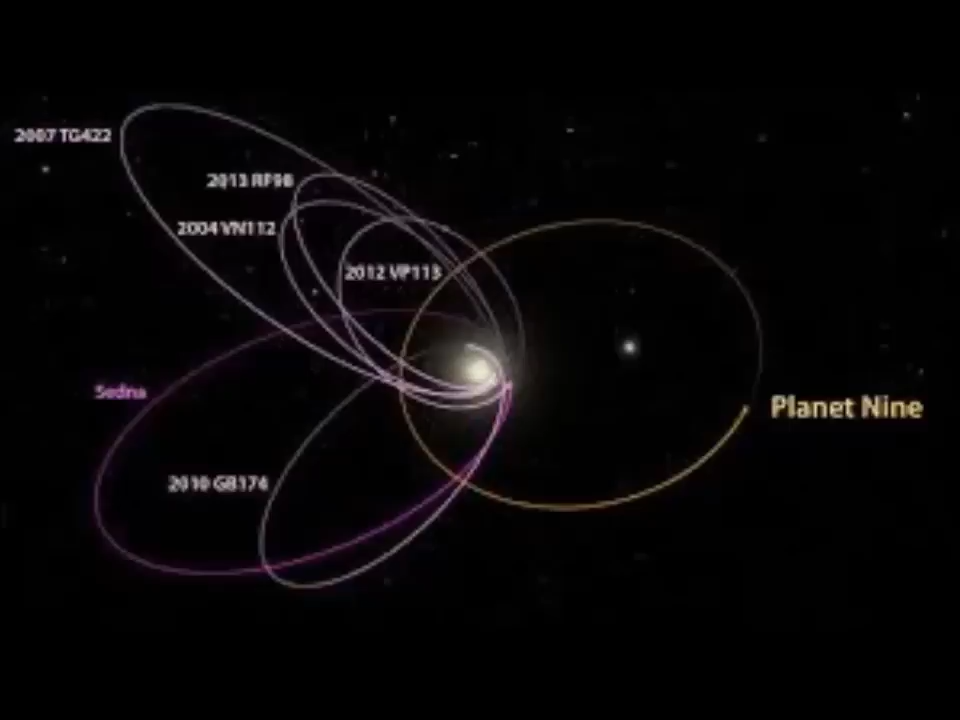 2007 TG422
2013 RF98
2004 VN112
2012 VP113
Sedna
Planet Nine
2010 GB174